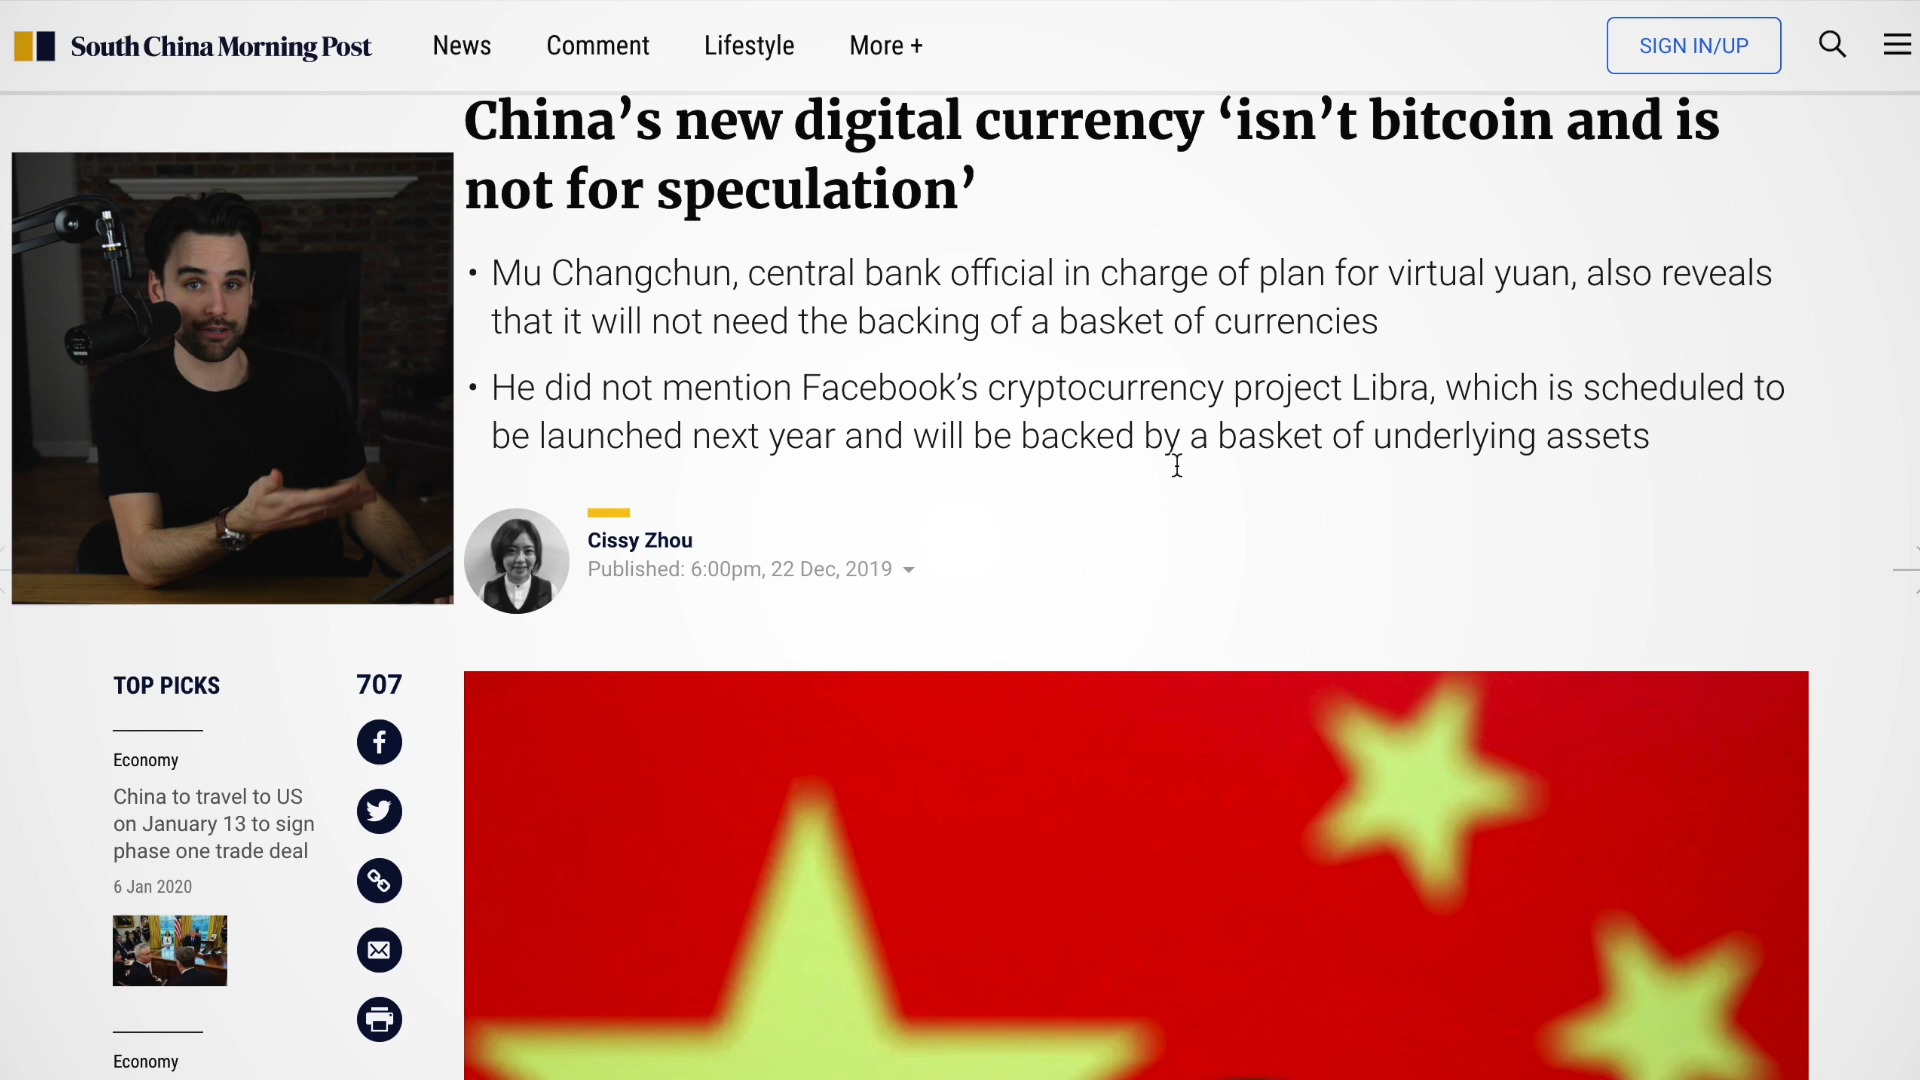 South China Morning Post
News
Comment
Lifestyle
More +
SIGN IN/UP
China’s new digital currency ‘isn’t bitcoin and is
not for speculation’
• Mu Changchun, central bank official in charge of plan for virtual yuan, also reveals
that it will not need the backing of a basket of currencies
• He did not mention Facebook’s cryptocurrency project Libra, which is scheduled to
be launched next year and will be backed by a basket of underlying assets
Cissy Zhou
Published: 6:00pm, 22 Dec, 2019
TOP PICKS
707
Economy
China to travel to US
on January 13 to sign
phase one trade deal
6 Jan 2020
Economy